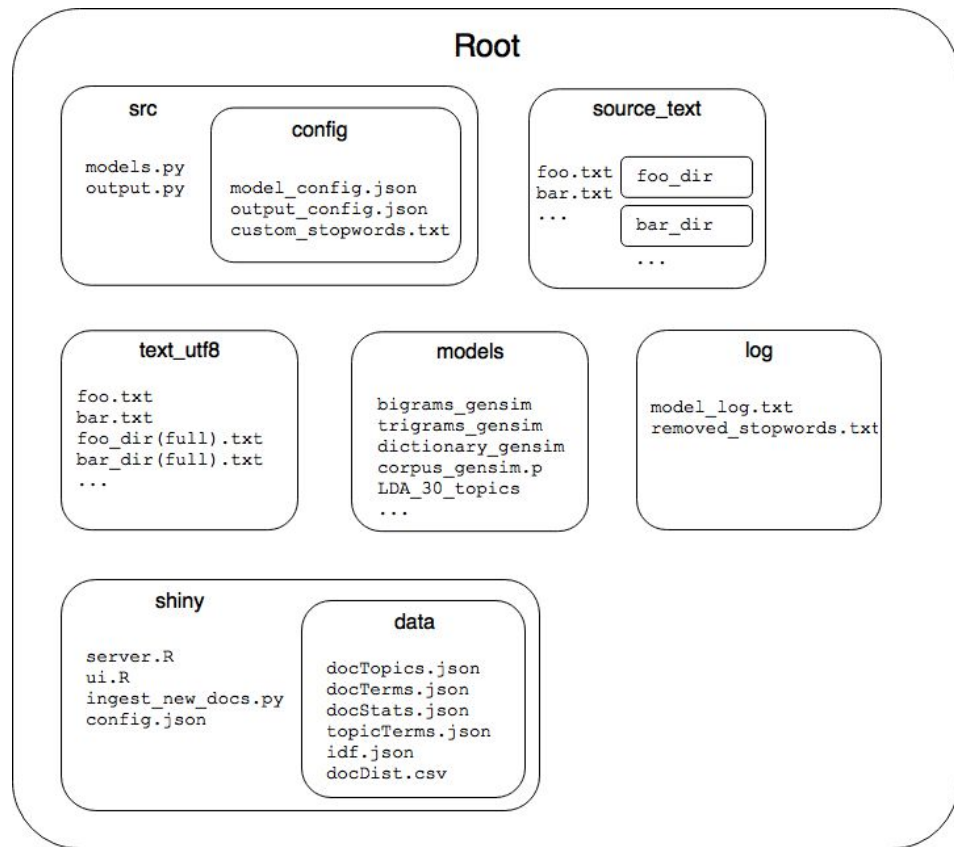 Root
src
models.py
output.py
config
model_config.json
output_config.json
custom_stopwords.txt
source_text
foo.txt
bar.txt
...
foo_dir
bar_dir
...
text_utf8
foo.txt
bar.txt
foo_dir(full).txt
bar_dir(full).txt
...
models
bigrams_gensim
trigrams_gensim
dictionary_gensim
corpus_gensim.p
LDA_30_topics
...
log
model_log.txt
removed_stopwords.txt
shiny
server.R
ui.R
ingest_new_docs.py
config.json
data
docTopics.json
docTerms.json
docStats.json
topicTerms.json
idf.json
docDist.csv